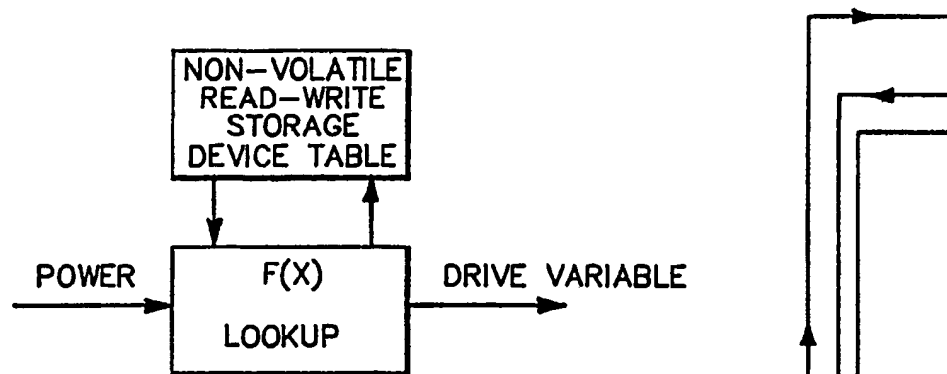 NON-VOLATILE
READ-WRITE
STORAGE
DEVICE TABLE
POWER
F(X)
DRIVE VARIABLE
LOOKUP